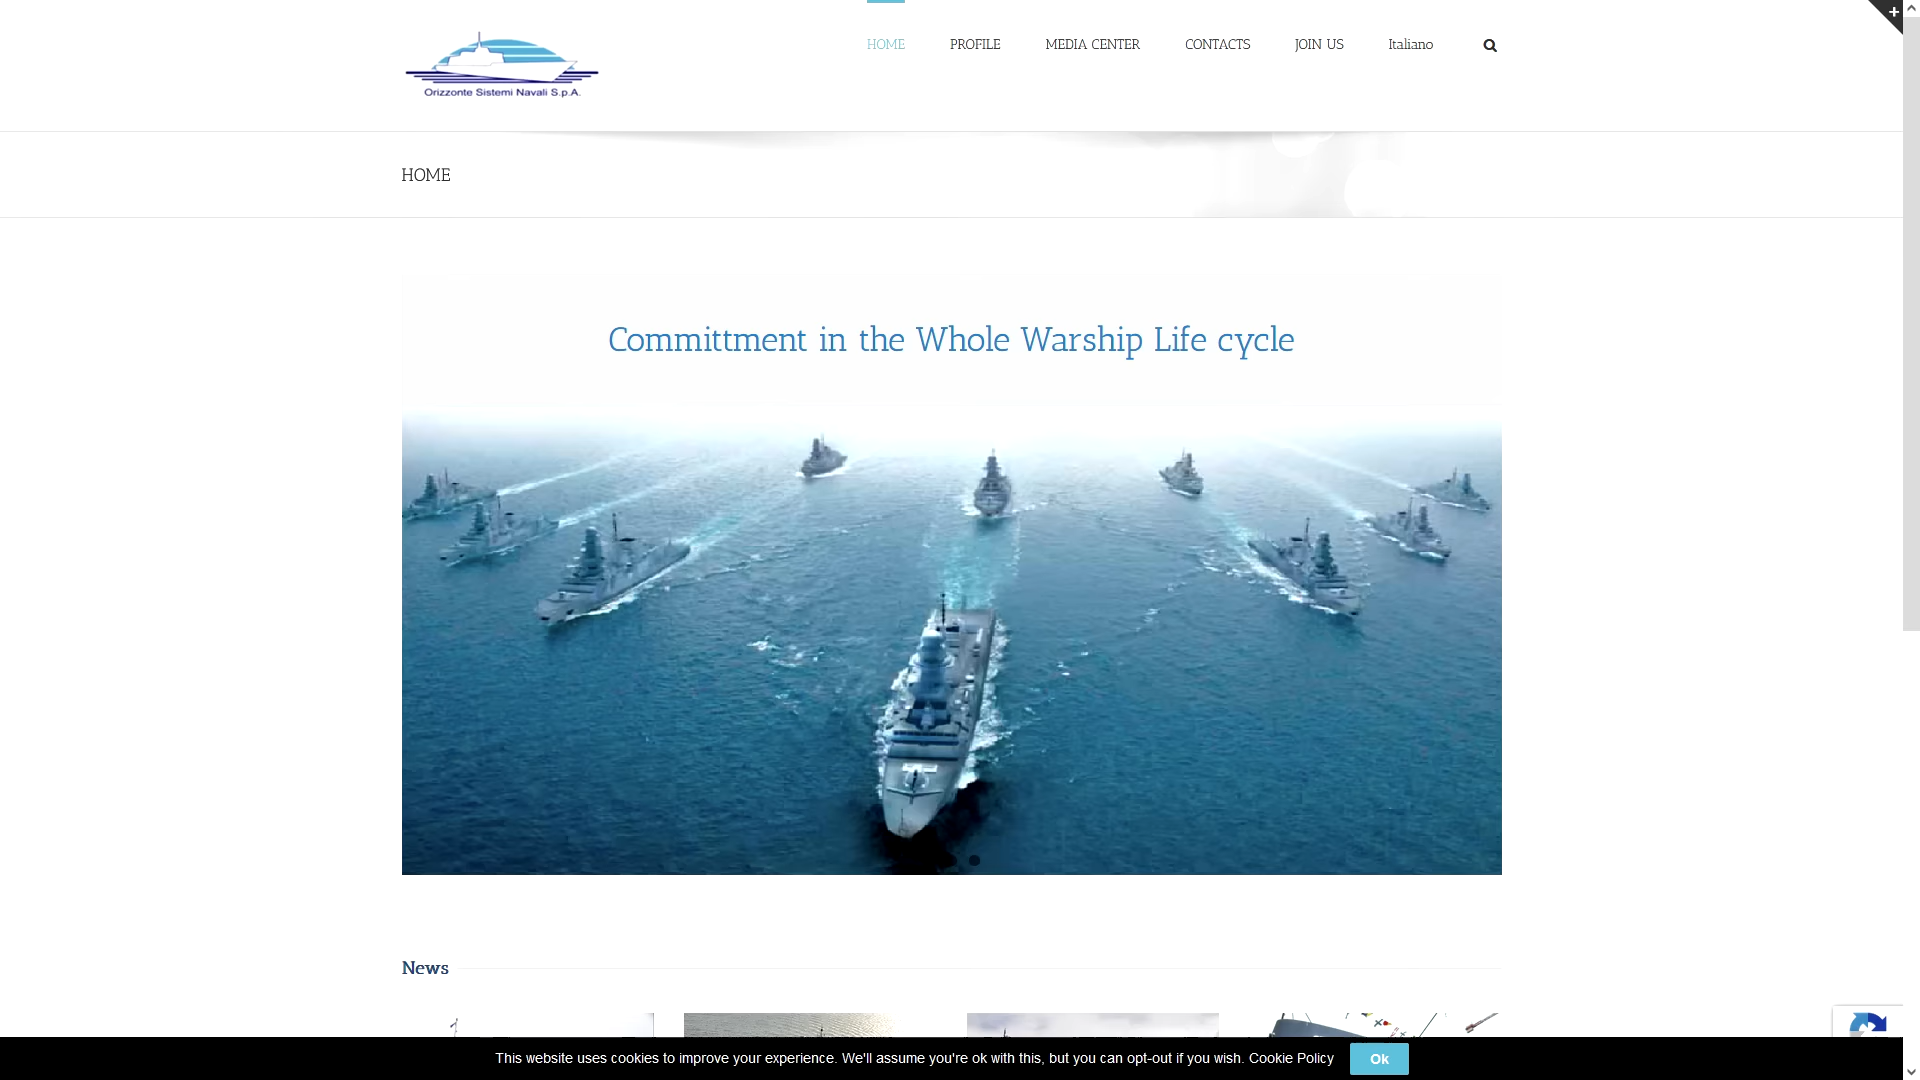 HOME
PROFILE
MEDIA CENTER
CONTACTS
JOIN US
Italiano
Orizzonte Sistemi Navali S.p.A.
HOME
Committment in the Whole Warship Life cycle
News
This website uses cookies to improve your experience. We'll assume you're ok with this, but you can opt-out if you wish. Cookie Policy
Ok